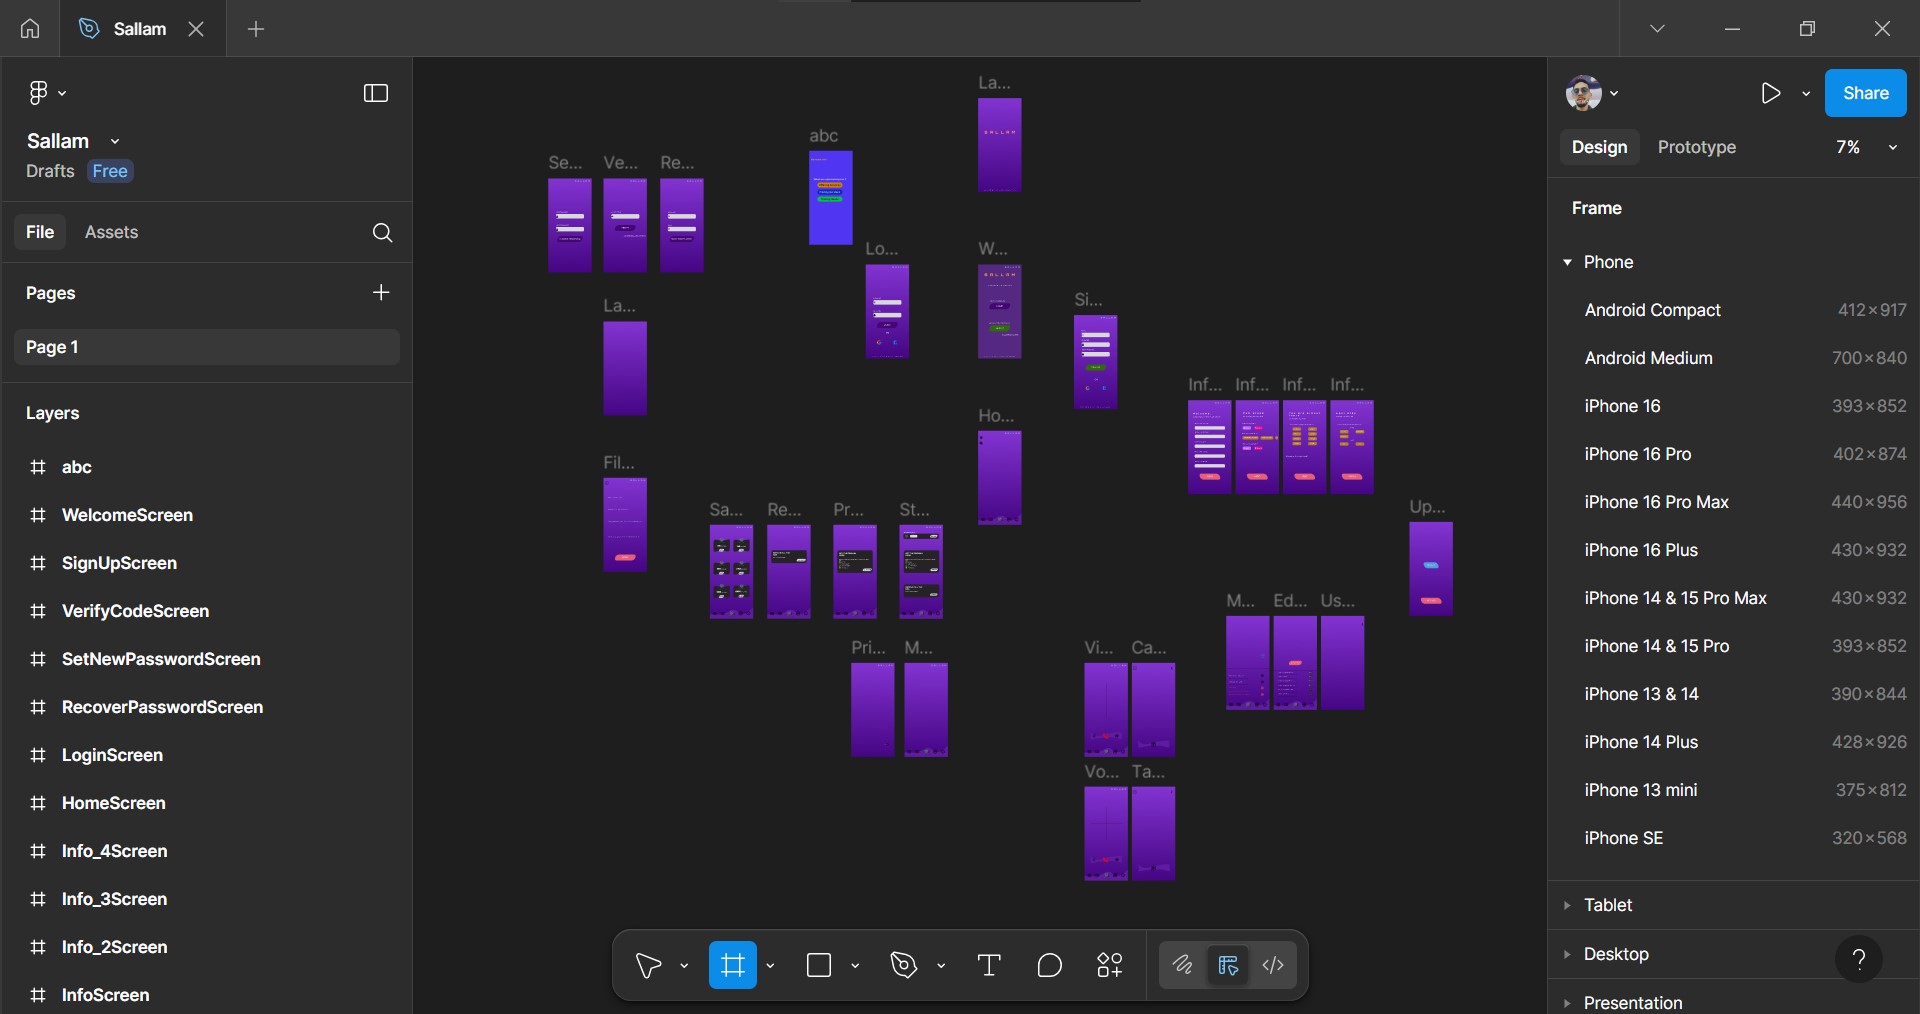 Sallam
Share
Sallam
Drafts Free
Design Prototype 7%
File Assets
Frame
Pages
Page 1
Phone
Android Compact 412×917
Android Medium 700×840
iPhone 16 393×852
iPhone 16 Pro 402×874
iPhone 16 Pro Max 440×956
iPhone 16 Plus 430×932
iPhone 14 & 15 Pro Max 430×932
iPhone 14 & 15 Pro 393×852
iPhone 13 & 14 390×844
iPhone 14 Plus 428×926
iPhone 13 mini 375×812
iPhone SE 320×568
Tablet
Desktop
Presentation
Layers
abc
WelcomeScreen
SignUpScreen
VerifyCodeScreen
SetNewPasswordScreen
RecoverPasswordScreen
LoginScreen
HomeScreen
Info_4Screen
Info_3Screen
Info_2Screen
InfoScreen
La...
SALLAM
abc
Se... Ve... Re...
Lo... W...
SALLAM
Si...
La...
Inf... Inf... Inf... Inf...
Ho...
Fil...
Sa... Re... Pr... St...
Up...
M... Ed... Us...
Pri... M... Vi... Ca...
Vo... Ta...
?